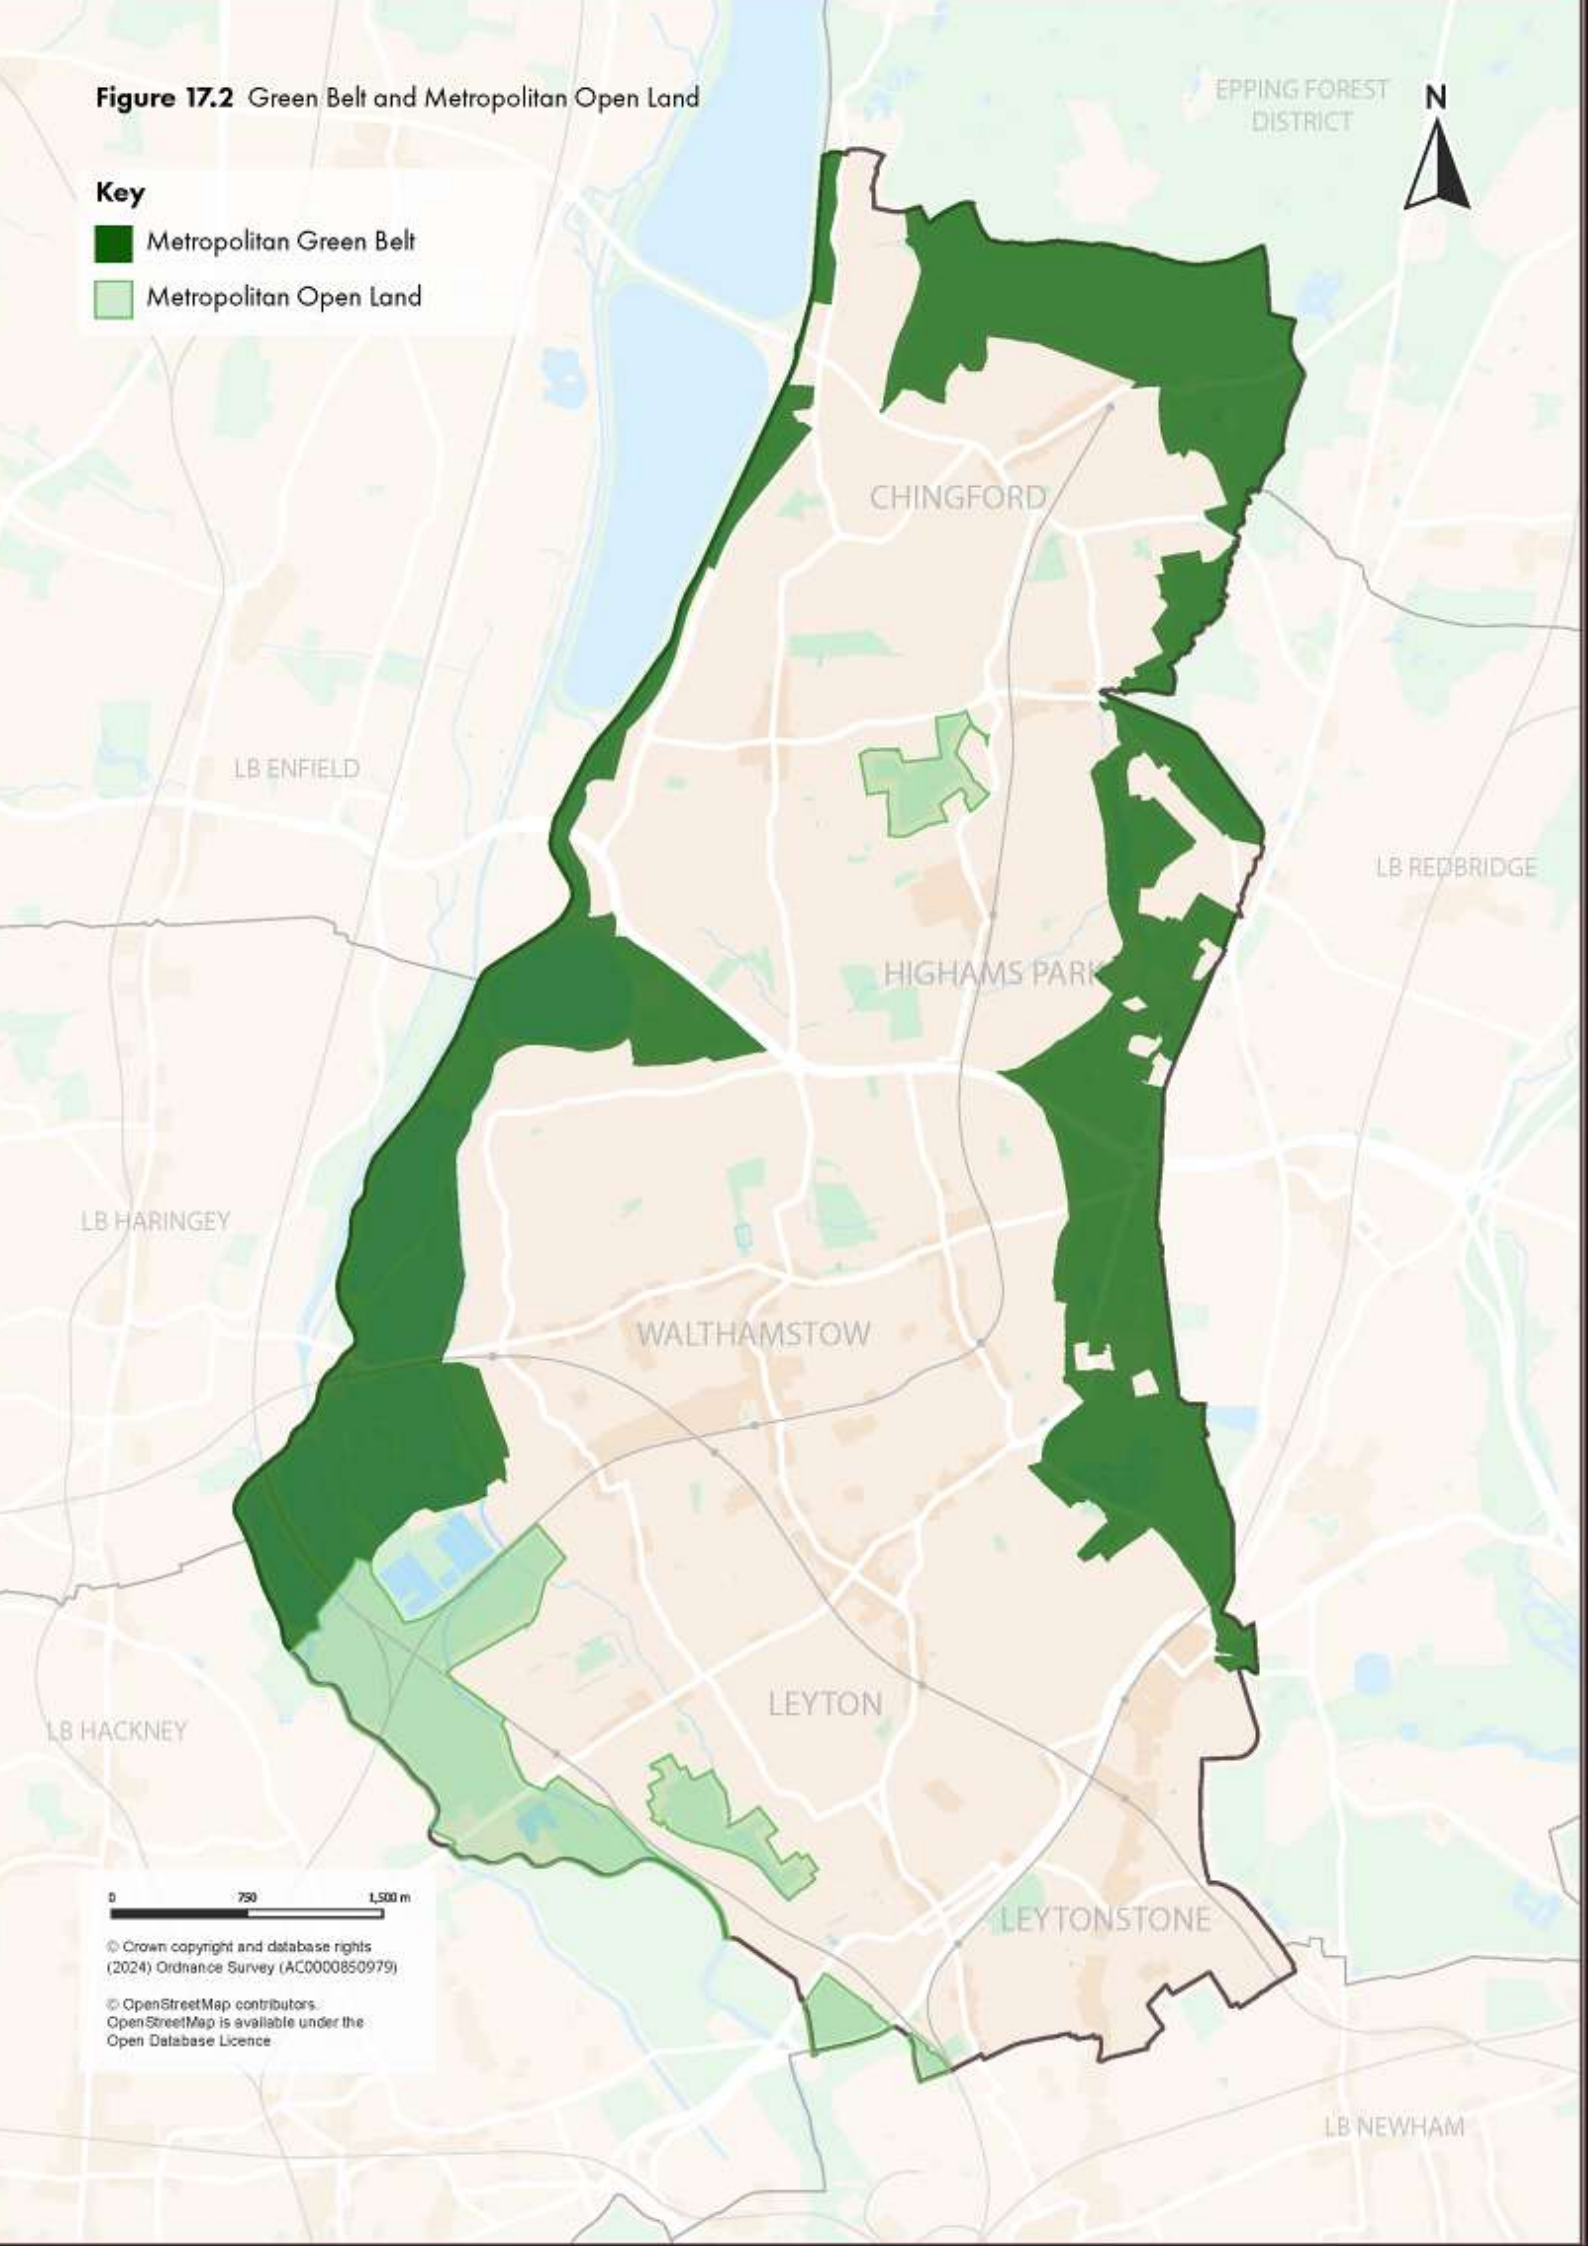 Figure 17.2 Green Belt and Metropolitan Open Land
EPPING FOREST
DISTRICT
N
Key
Metropolitan Green Belt
Metropolitan Open Land
CHINGFORD
LB ENFIELD
LB REDBRIDGE
HIGHAMS PARK
LB HARINGEY
WALTHAMSTOW
LEYTON
LB HACKNEY
0 750 1,500 m
LEYTONSTONE
© Crown copyright and database rights
(2024) Ordnance Survey (AC0000850979)
© OpenStreetMap contributors.
OpenStreetMap is available under the
Open Database Licence
LB NEWHAM